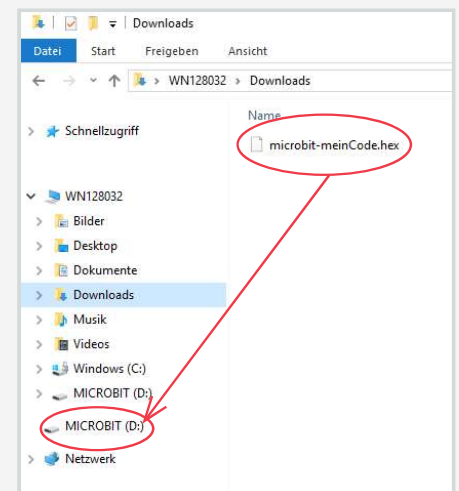 Downloads
Datei Start Freigeben Ansicht
WN128032 > Downloads
Name
Schnellzugriff
microbit-meinCode.hex
WN128032
Bilder
Desktop
Dokumente
Downloads
Musik
Videos
Windows (C:)
MICROBIT (D:)
MICROBIT (D:)
Netzwerk